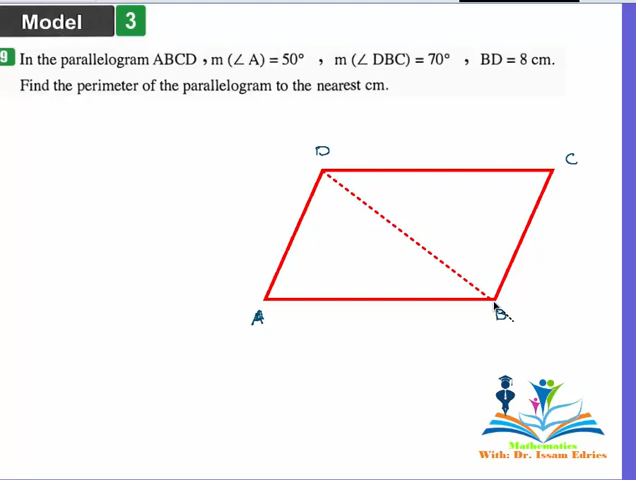 Model 3
9 In the parallelogram ABCD , m (∠ A) = 50° , m (∠ DBC) = 70° , BD = 8 cm.
Find the perimeter of the parallelogram to the nearest cm.
D
C
A
B
Mathematics
With: Dr. Issam Edries